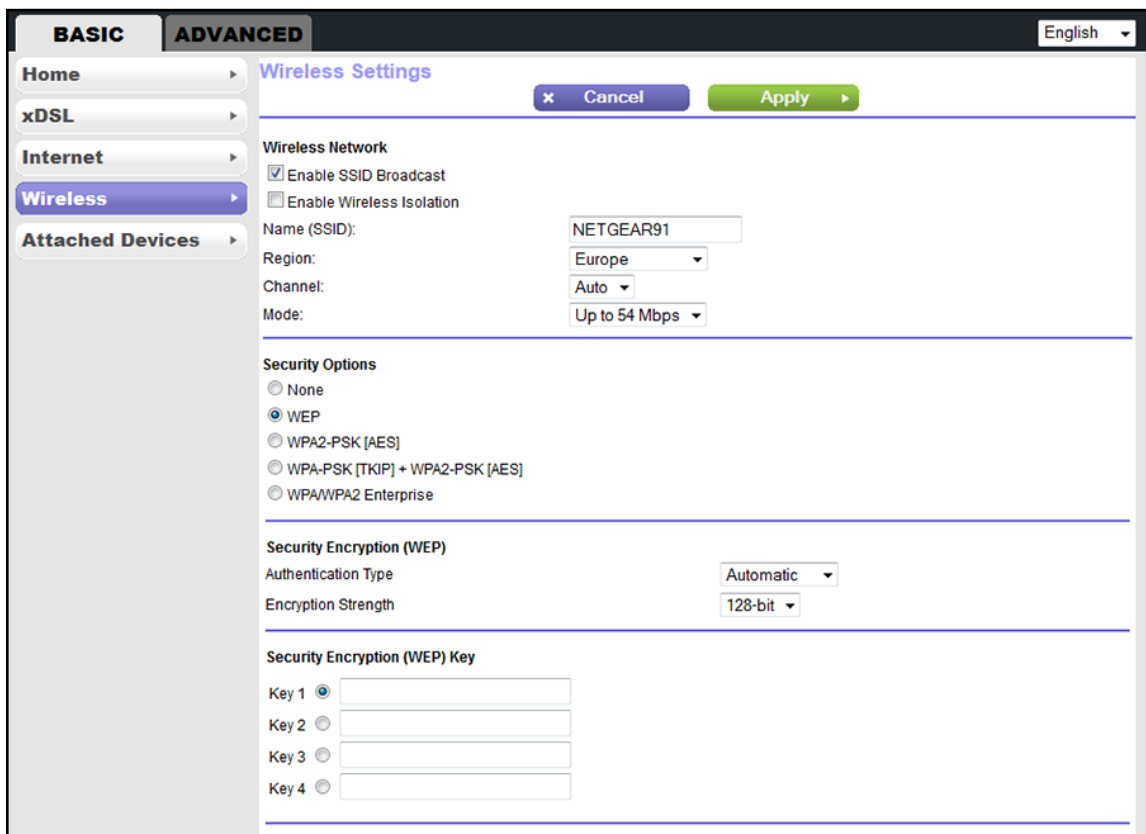 BASIC ADVANCED English
Home
xDSL
Internet
Wireless
Attached Devices
Wireless Settings
Cancel Apply
Wireless Network
Enable SSID Broadcast
Enable Wireless Isolation
Name (SSID): NETGEAR91
Region: Europe
Channel: Auto
Mode: Up to 54 Mbps
Security Options
None
WEP
WPA2-PSK [AES]
WPA-PSK [TKIP] + WPA2-PSK [AES]
WPA/WPA2 Enterprise
Security Encryption (WEP)
Authentication Type Automatic
Encryption Strength 128-bit
Security Encryption (WEP) Key
Key 1
Key 2
Key 3
Key 4